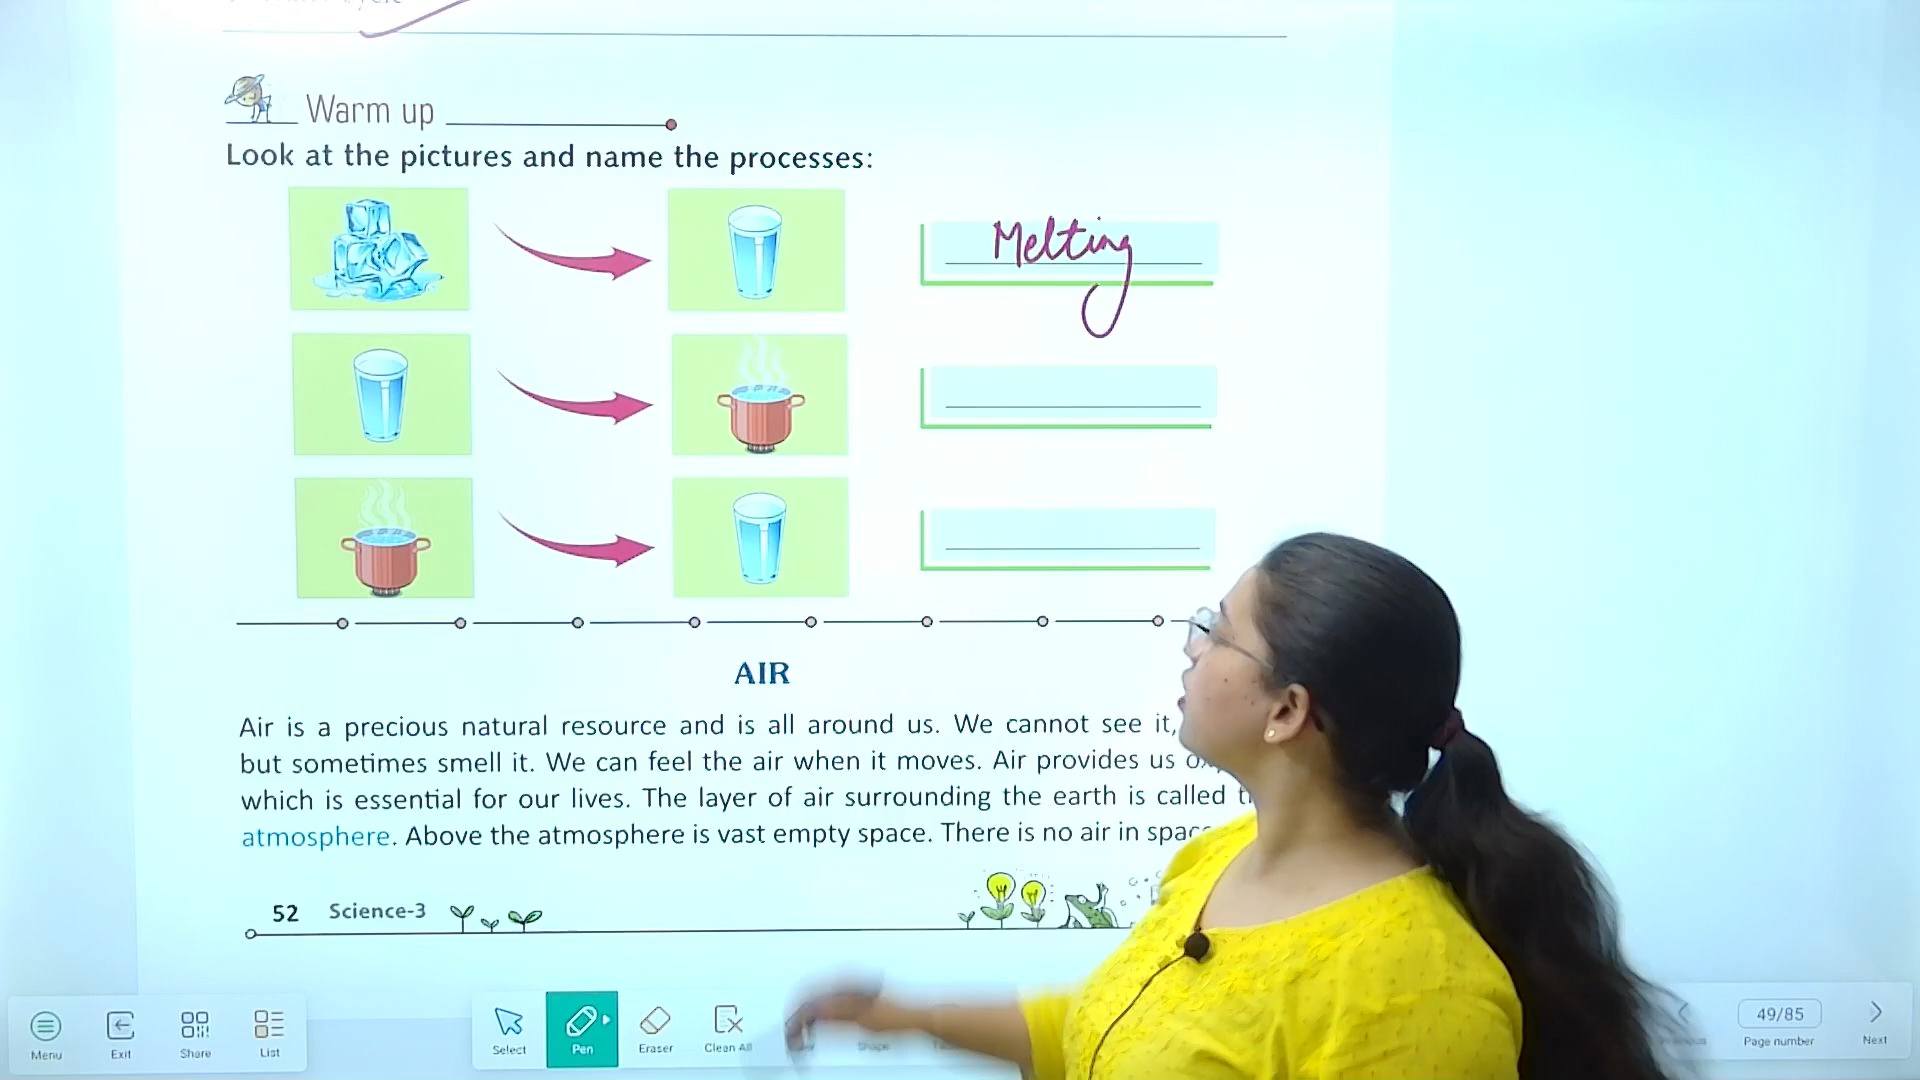 Warm up
Look at the pictures and name the processes:
Melting
AIR
Air is a precious natural resource and is all around us. We cannot see it,
but sometimes smell it. We can feel the air when it moves. Air provides us
which is essential for our lives. The layer of air surrounding the earth is called
atmosphere. Above the atmosphere is vast empty space. There is no air in
52 Science-3
Menu Exit Share List Select Pen Eraser Clean All Shape 49/85 Page number Next